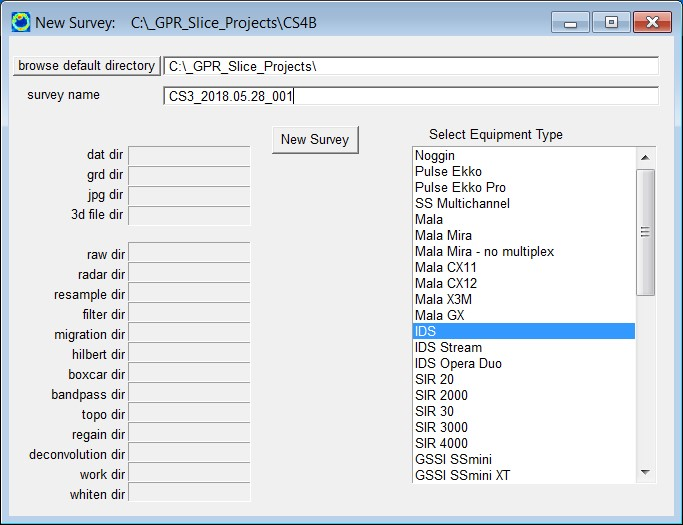 New Survey: C:\_GPR_Slice_Projects\CS4B
browse default directory C:\_GPR_Slice_Projects\
survey name CS3_2018.05.28_001
New Survey
Select Equipment Type
dat dir
grd dir
jpg dir
3d file dir
raw dir
radar dir
resample dir
filter dir
migration dir
hilbert dir
boxcar dir
bandpass dir
topo dir
regain dir
deconvolution dir
work dir
whiten dir
Noggin
Pulse Ekko
Pulse Ekko Pro
SS Multichannel
Mala
Mala Mira
Mala Mira - no multiplex
Mala CX11
Mala CX12
Mala X3M
Mala GX
IDS
IDS Stream
IDS Opera Duo
SIR 20
SIR 2000
SIR 30
SIR 3000
SIR 4000
GSSI SSmini
GSSI SSmini XT